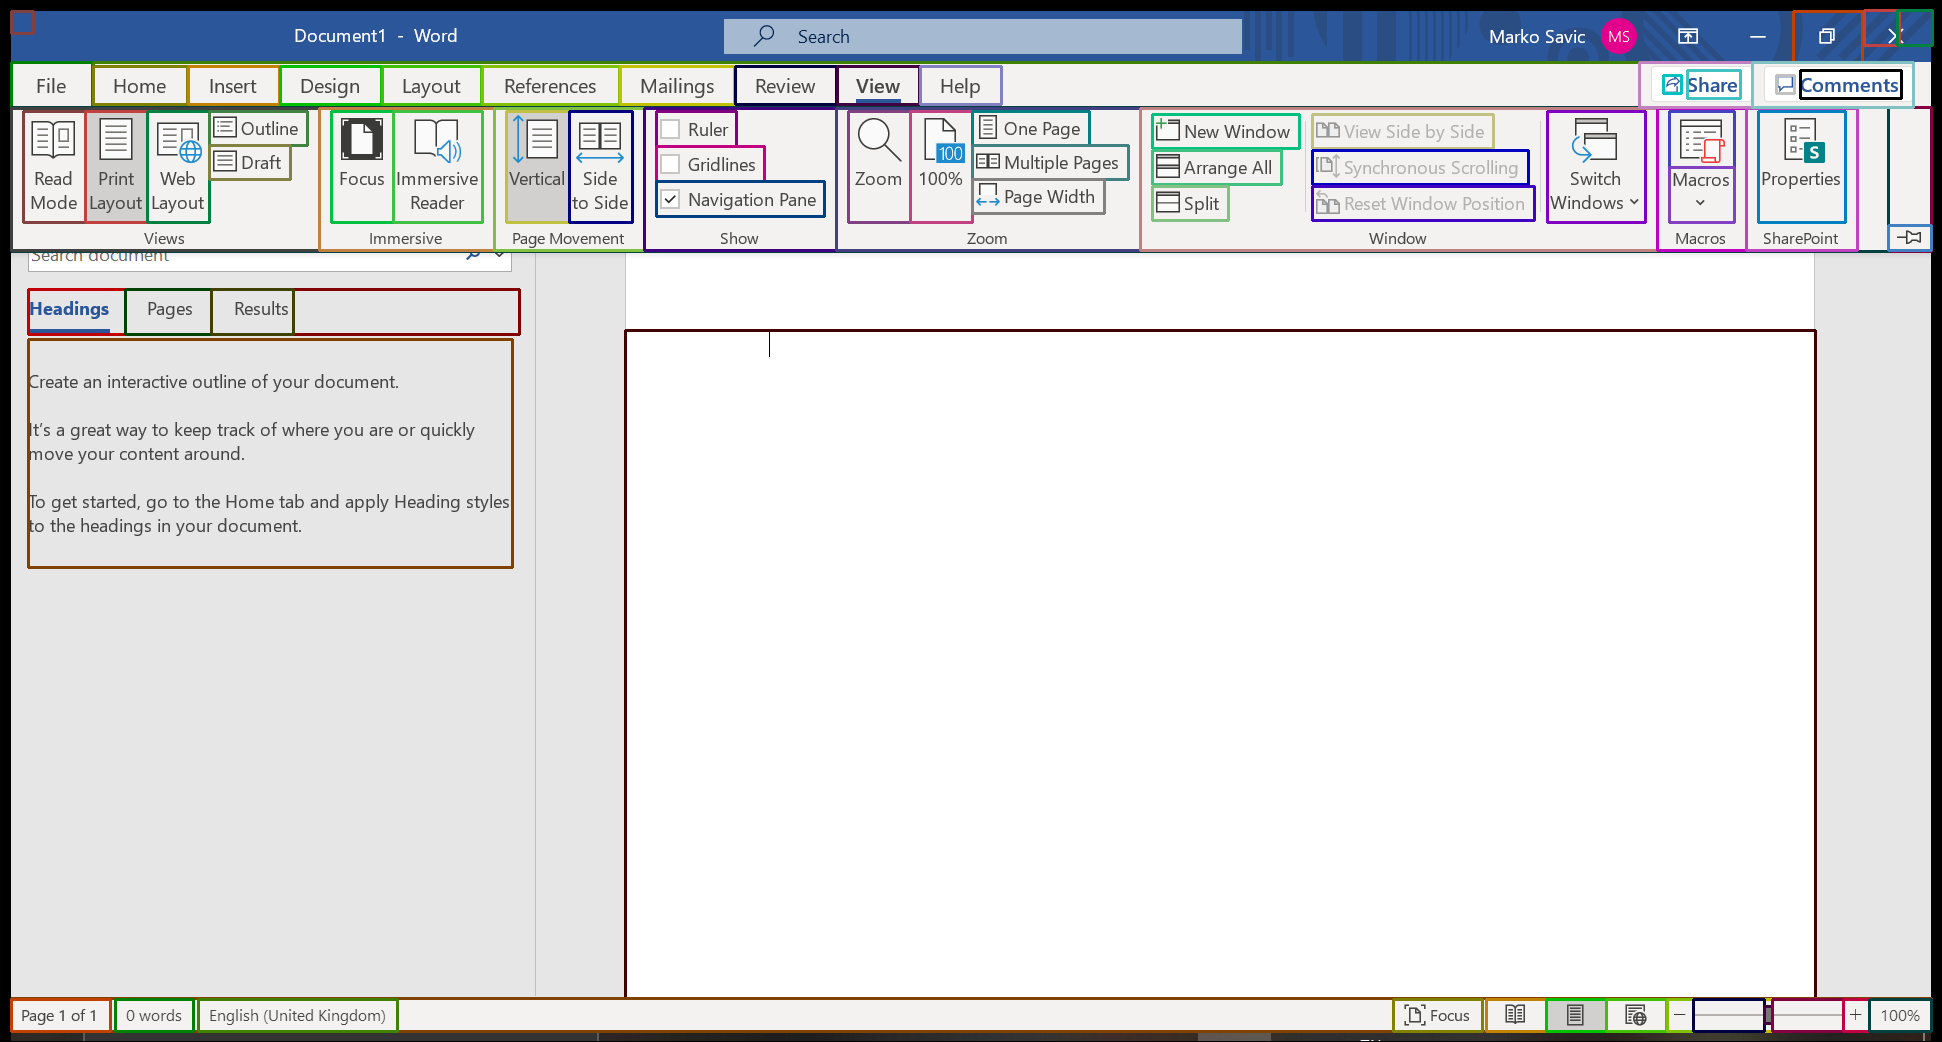 Document1 - Word
Search
Marko Savic
MS
File
Home
Insert
Design
Layout
References
Mailings
Review
View
Help
Share
Comments
Read Mode
Print Layout
Web Layout
Outline
Draft
Views
Focus
Immersive Reader
Immersive
Vertical
Side to Side
Page Movement
Ruler
Gridlines
Navigation Pane
Show
Zoom
100
100%
One Page
Multiple Pages
Page Width
Zoom
New Window
Arrange All
Split
View Side by Side
Synchronous Scrolling
Reset Window Position
Switch Windows
Window
Macros
Macros
S
Properties
SharePoint
Search document
Headings
Pages
Results
Create an interactive outline of your document.
It's a great way to keep track of where you are or quickly
move your content around.
To get started, go to the Home tab and apply Heading styles
to the headings in your document.
Page 1 of 1
0 words
English (United Kingdom)
Focus
100%